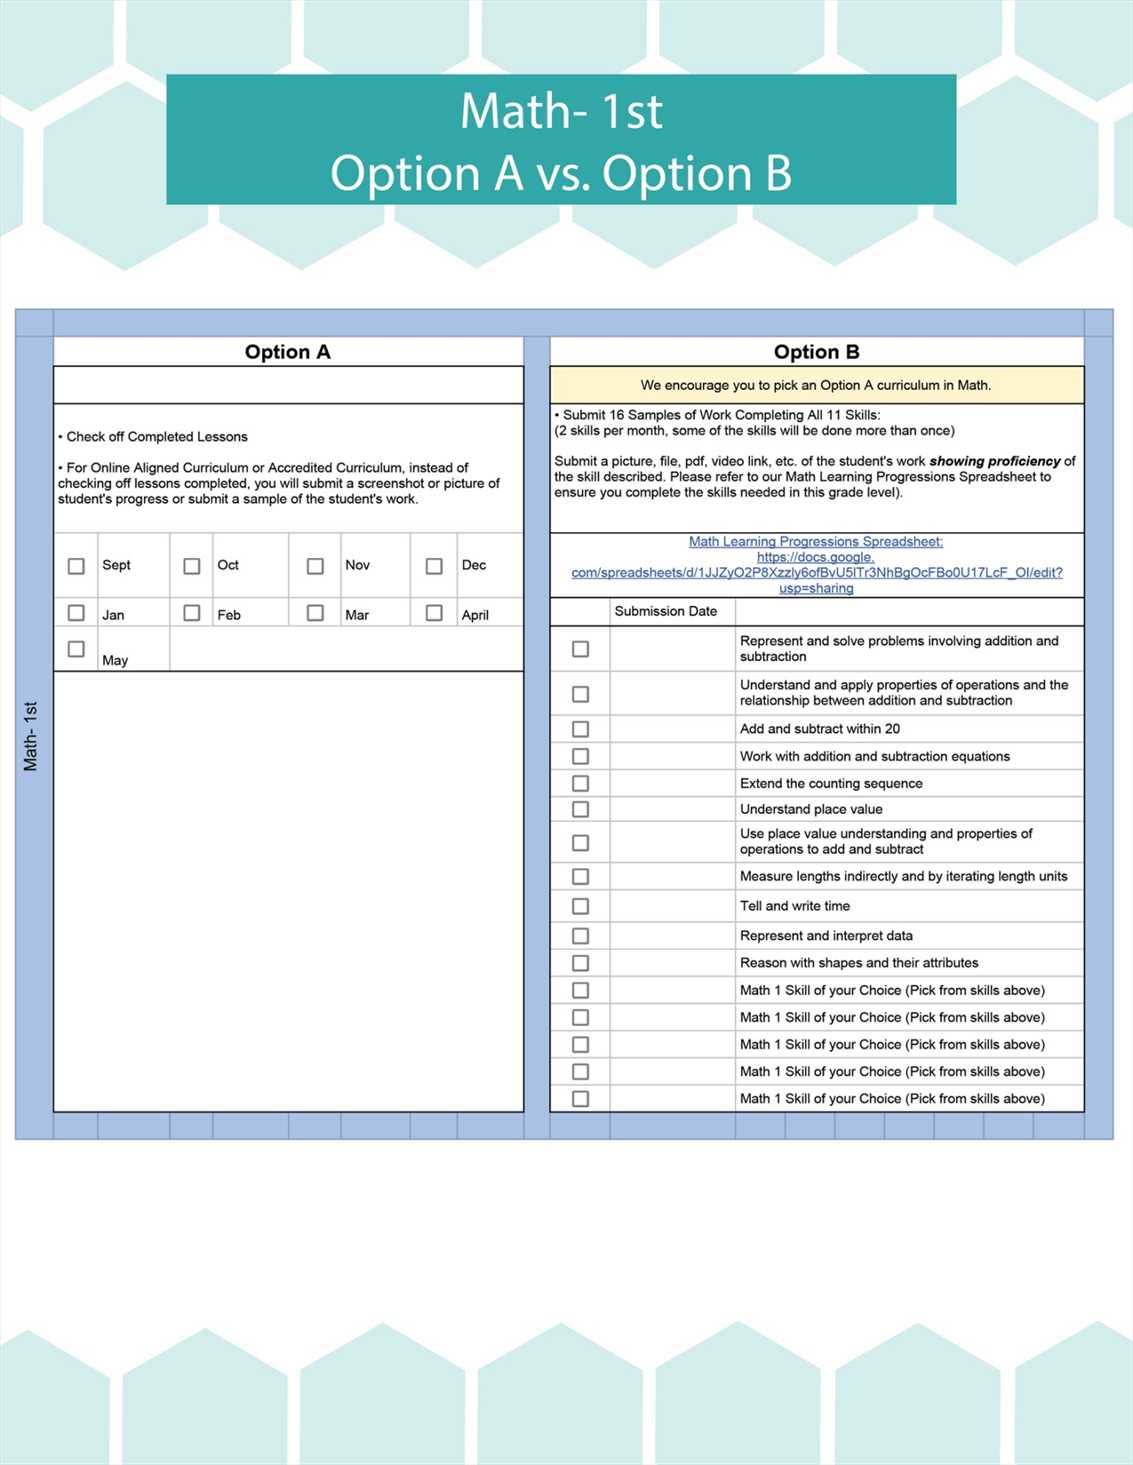 Math- 1st
Option A vs. Option B
Option A
• Check off Completed Lessons
• For Online Aligned Curriculum or Accredited Curriculum, instead of
checking off lessons completed, you will submit a screenshot or picture of
student's progress or submit a sample of the student's work.
Sept Oct Nov Dec
Jan Feb Mar April
May
Math- 1st
Option B
We encourage you to pick an Option A curriculum in Math.
• Submit 16 Samples of Work Completing All 11 Skills:
(2 skills per month, some of the skills will be done more than once)
Submit a picture, file, pdf, video link, etc. of the student's work showing proficiency of
the skill described. Please refer to our Math Learning Progressions Spreadsheet to
ensure you complete the skills needed in this grade level).
Math Learning Progressions Spreadsheet:
https://docs.google.
com/spreadsheets/d/1JJZyO2P8Xzzly6ofBvU5lTr3NhBgOcFBo0U17LcF_OI/edit?
usp=sharing
Submission Date
Represent and solve problems involving addition and
subtraction
Understand and apply properties of operations and the
relationship between addition and subtraction
Add and subtract within 20
Work with addition and subtraction equations
Extend the counting sequence
Understand place value
Use place value understanding and properties of
operations to add and subtract
Measure lengths indirectly and by iterating length units
Tell and write time
Represent and interpret data
Reason with shapes and their attributes
Math 1 Skill of your Choice (Pick from skills above)
Math 1 Skill of your Choice (Pick from skills above)
Math 1 Skill of your Choice (Pick from skills above)
Math 1 Skill of your Choice (Pick from skills above)
Math 1 Skill of your Choice (Pick from skills above)